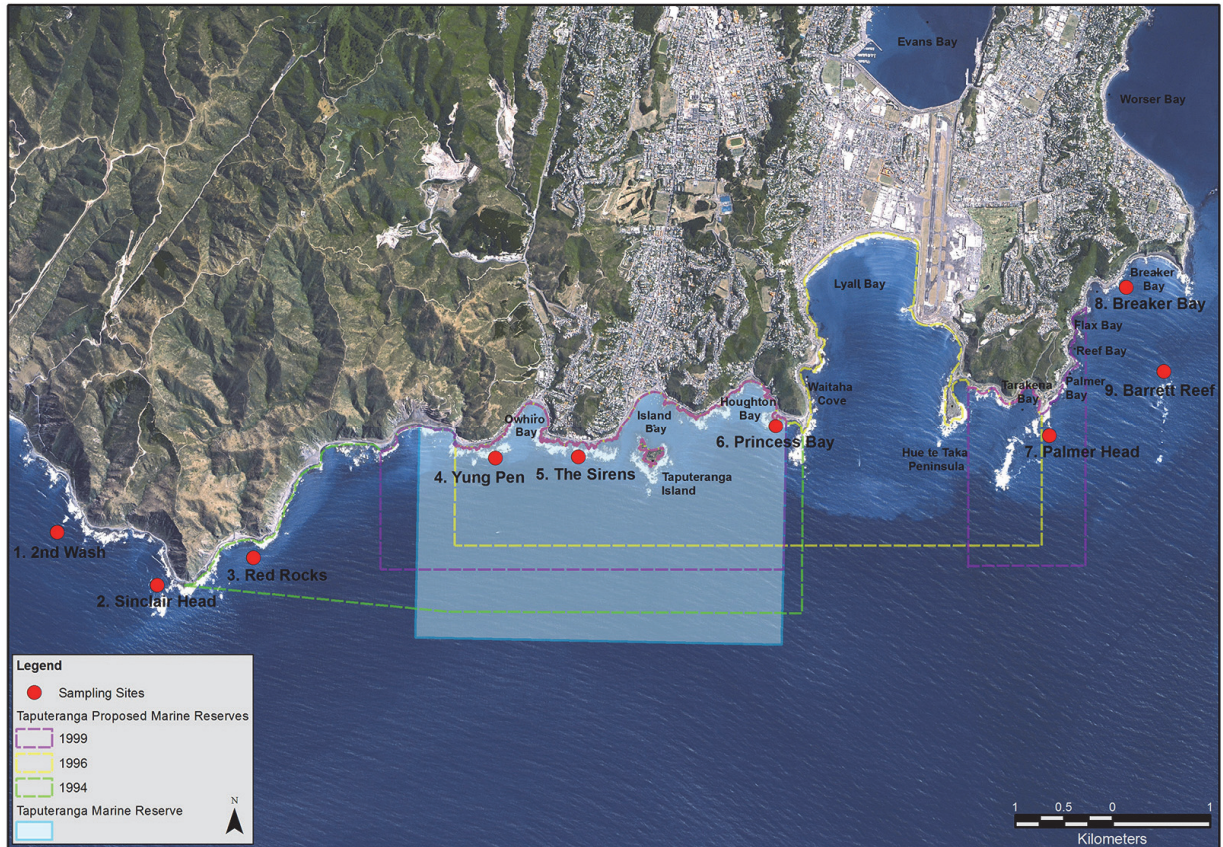 Evans Bay
Worser Bay
Breaker
Bay
8. Breaker Bay
Lyall Bay
Flax Bay
Reef Bay
9. Barrett Reef
Palmer
Bay
Tarakena
Bay
Waitaha
Cove
Houghton
Bay
Island
Bay
Owhiro
Bay
6. Princess Bay
7. Palmer Head
Hue te Taka
Peninsula
4. Yung Pen
5. The Sirens
Taputeranga
Island
1. 2nd Wash
3. Red Rocks
2. Sinclair Head
Legend
Sampling Sites
Taputeranga Proposed Marine Reserves
1999
1996
1994
Taputeranga Marine Reserve
N
1 0.5 0 1
Kilometers